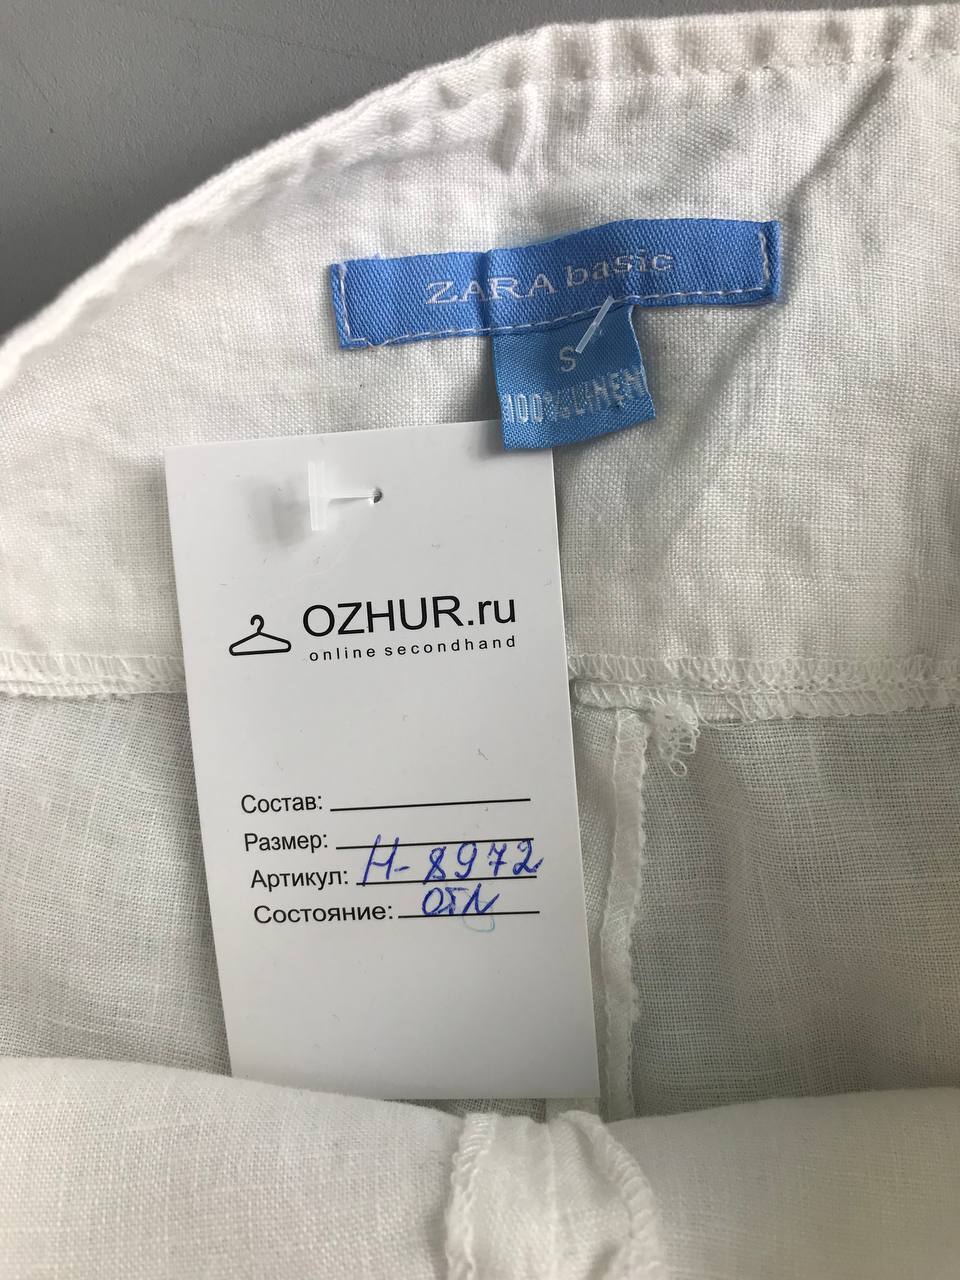 ZARA basic
S
100% LINEN
OZHUR.ru
online secondhand
Состав:
Размер:
Артикул: Н-8972
Состояние: ОТЛ